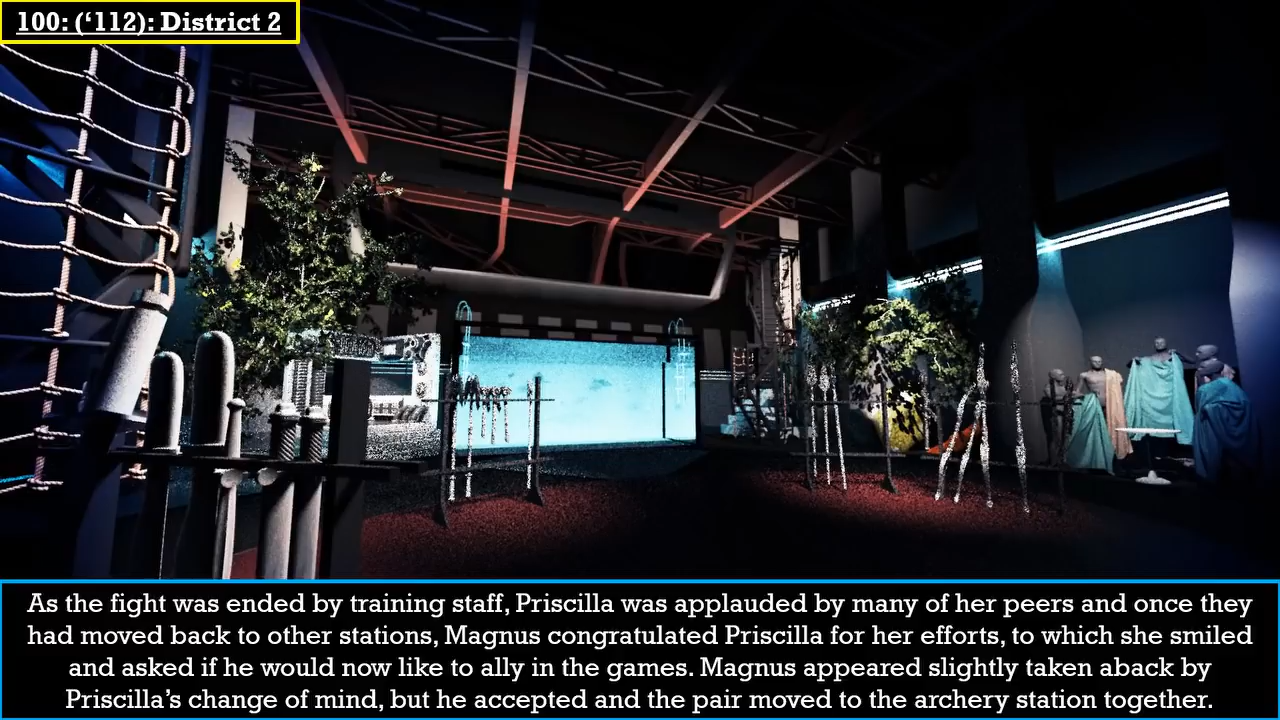 100: (‘112): District 2
As the fight was ended by training staff, Priscilla was applauded by many of her peers and once they
had moved back to other stations, Magnus congratulated Priscilla for her efforts, to which she smiled
and asked if he would now like to ally in the games. Magnus appeared slightly taken aback by
Priscilla’s change of mind, but he accepted and the pair moved to the archery station together.